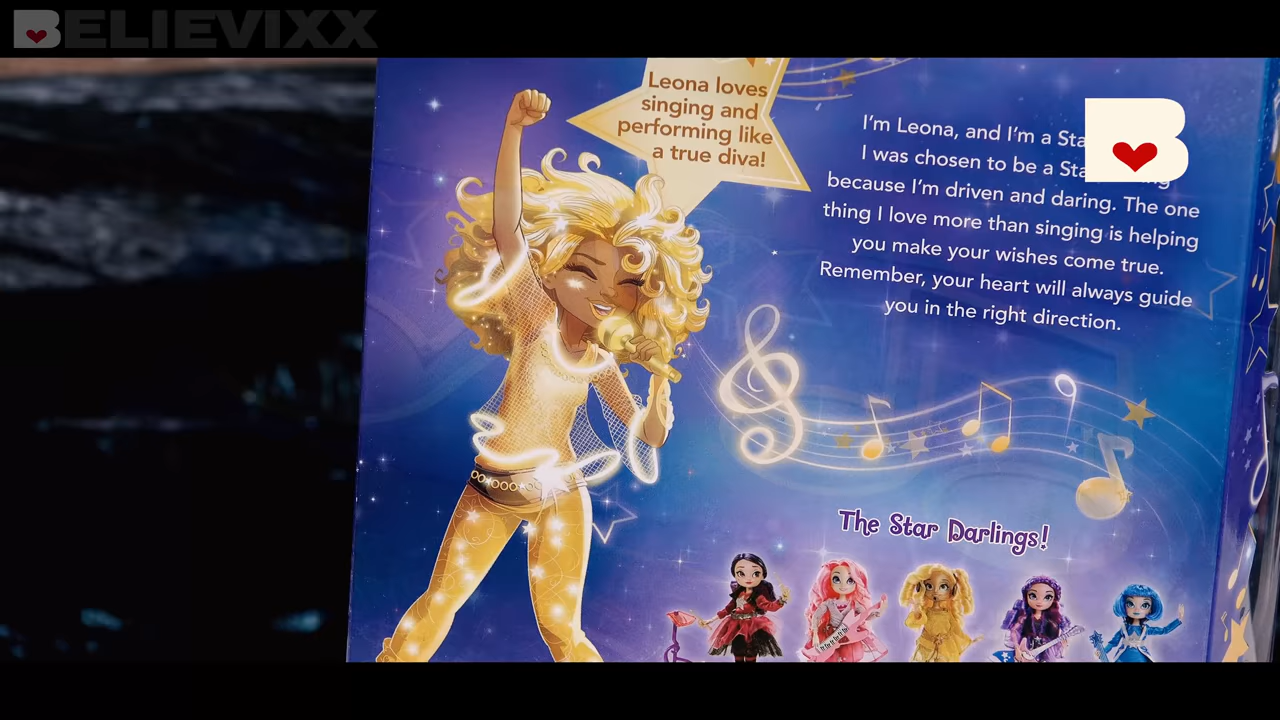 BELIEVIXX
Leona loves
singing and
performing like
a true diva!
I'm Leona, and I'm a
I was chosen to be a
because I'm driven and daring. The one
thing I love more than singing is helping
you make your wishes come true.
Remember, your heart will always guide
you in the right direction.
B
The Star Darlings!